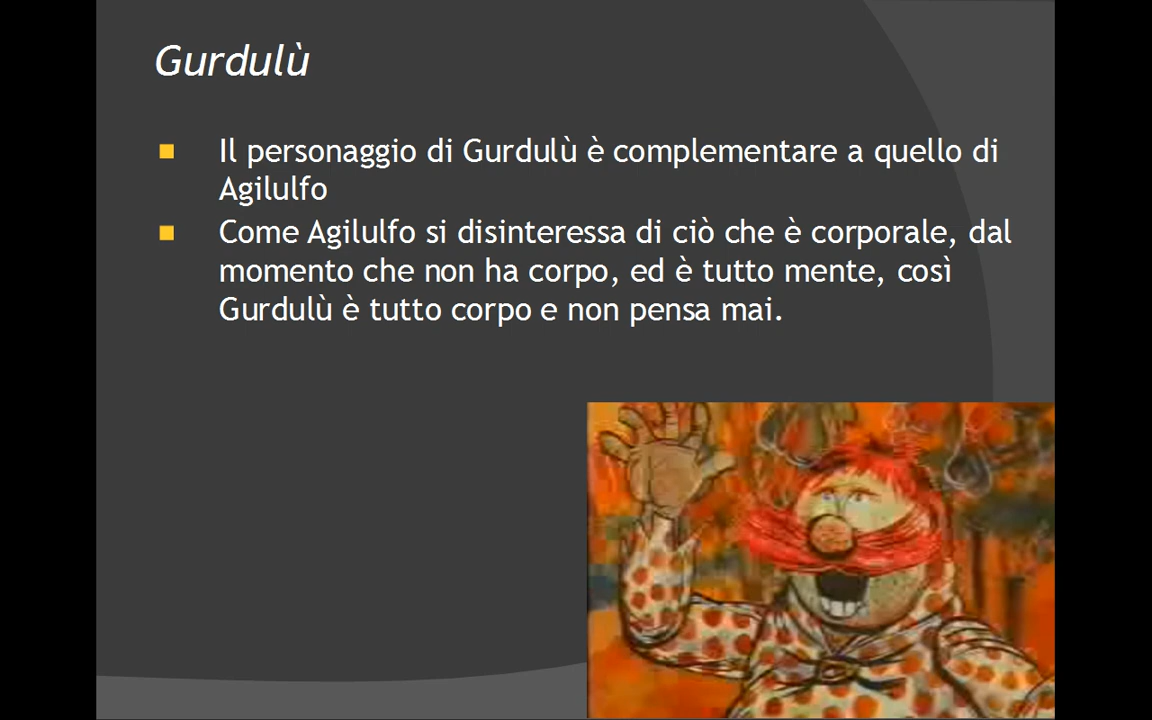 Gurdulù
Il personaggio di Gurdulù è complementare a quello di
Agilulfo
Come Agilulfo si disinteressa di ciò che è corporale, dal
momento che non ha corpo, ed è tutto mente, così
Gurdulù è tutto corpo e non pensa mai.